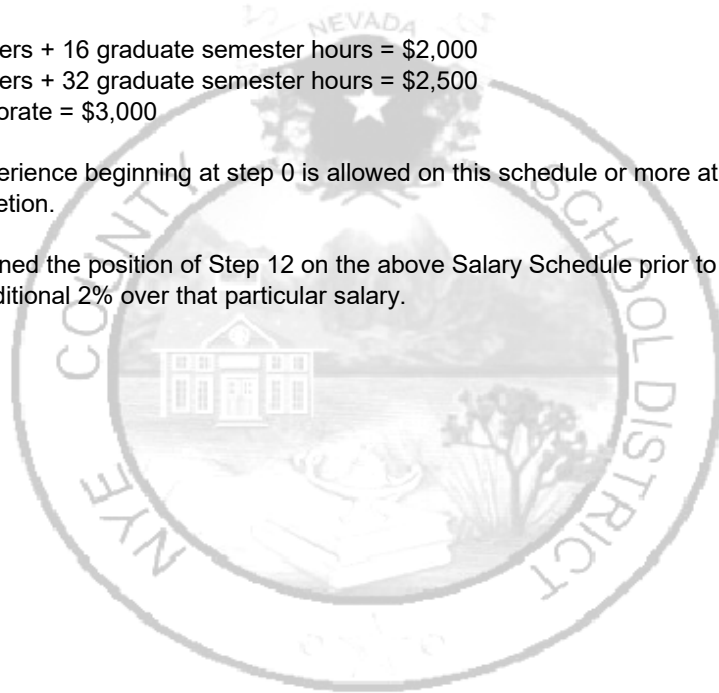 NEVADA
ers + 16 graduate semester hours = $2,000
ers + 32 graduate semester hours = $2,500
orate = $3,000
erience beginning at step 0 is allowed on this schedule or more at
etion.
ned the position of Step 12 on the above Salary Schedule prior to
ditional 2% over that particular salary.
NYE COUNTY SCHOOL DISTRICT